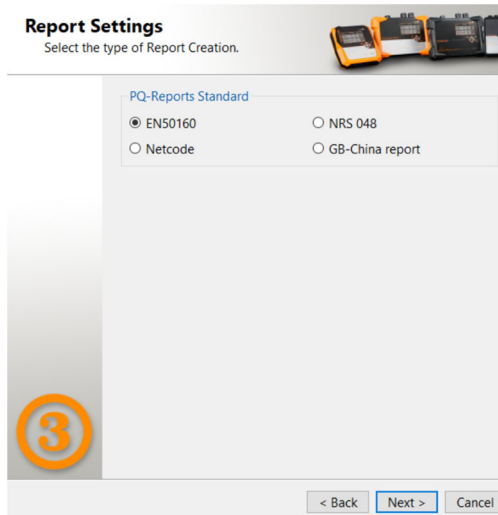 Report Settings
Select the type of Report Creation.
PQ-Reports Standard
EN50160
NRS 048
Netcode
GB-China report
3
< Back
Next >
Cancel